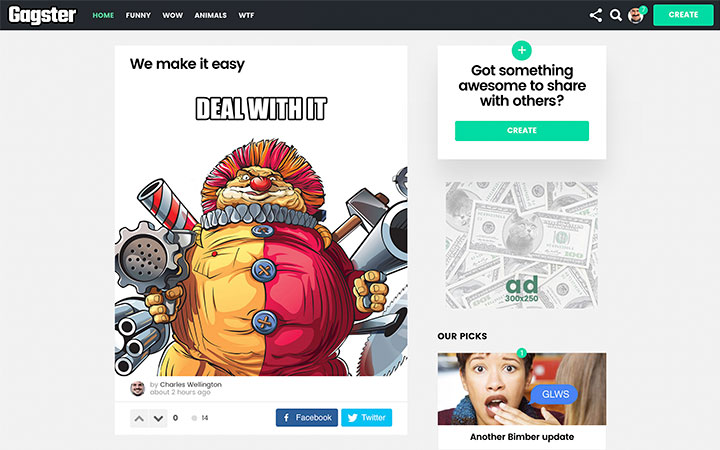 Gagster
HOME FUNNY WOW ANIMALS WTF
CREATE
We make it easy
DEAL WITH IT
by Charles Wellington
about 2 hours ago
0 14
Facebook Twitter
Got something
awesome to share
with others?
CREATE
ad
300x250
OUR PICKS
1
GLWS
Another Bimber update